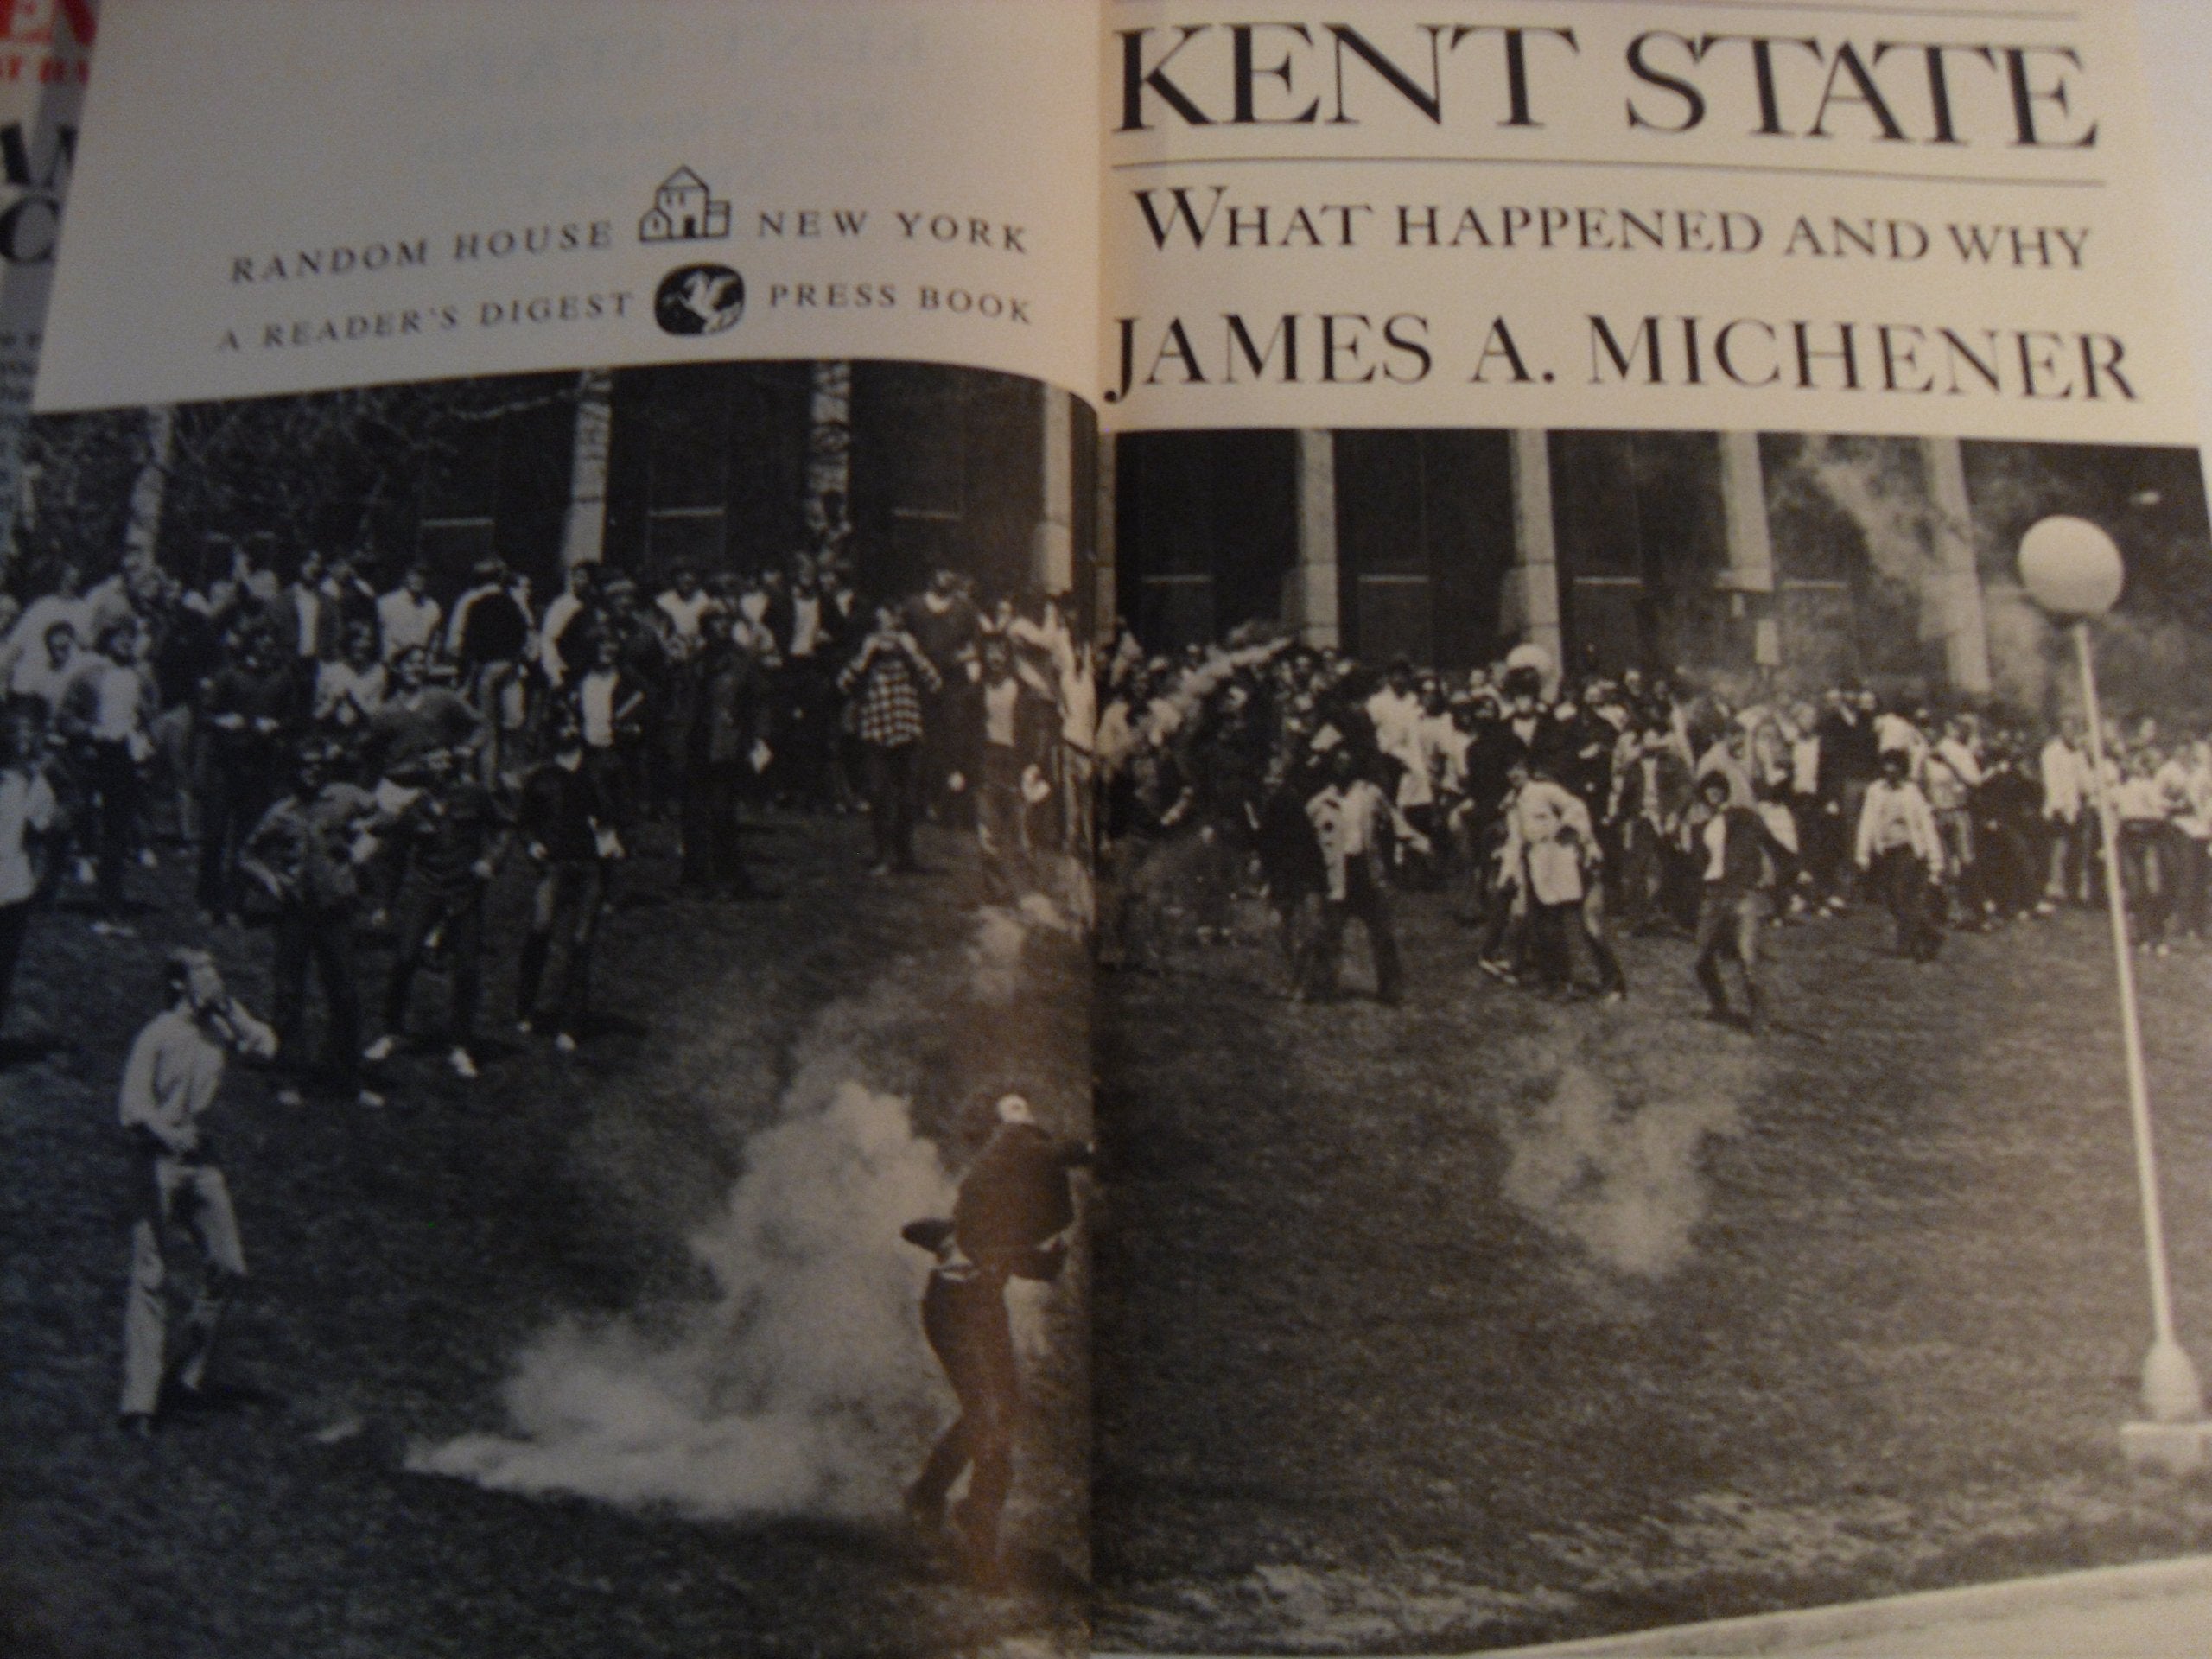 RANDOM HOUSE NEW YORK
A READER'S DIGEST PRESS BOOK
KENT STATE
WHAT HAPPENED AND WHY
JAMES A. MICHENER